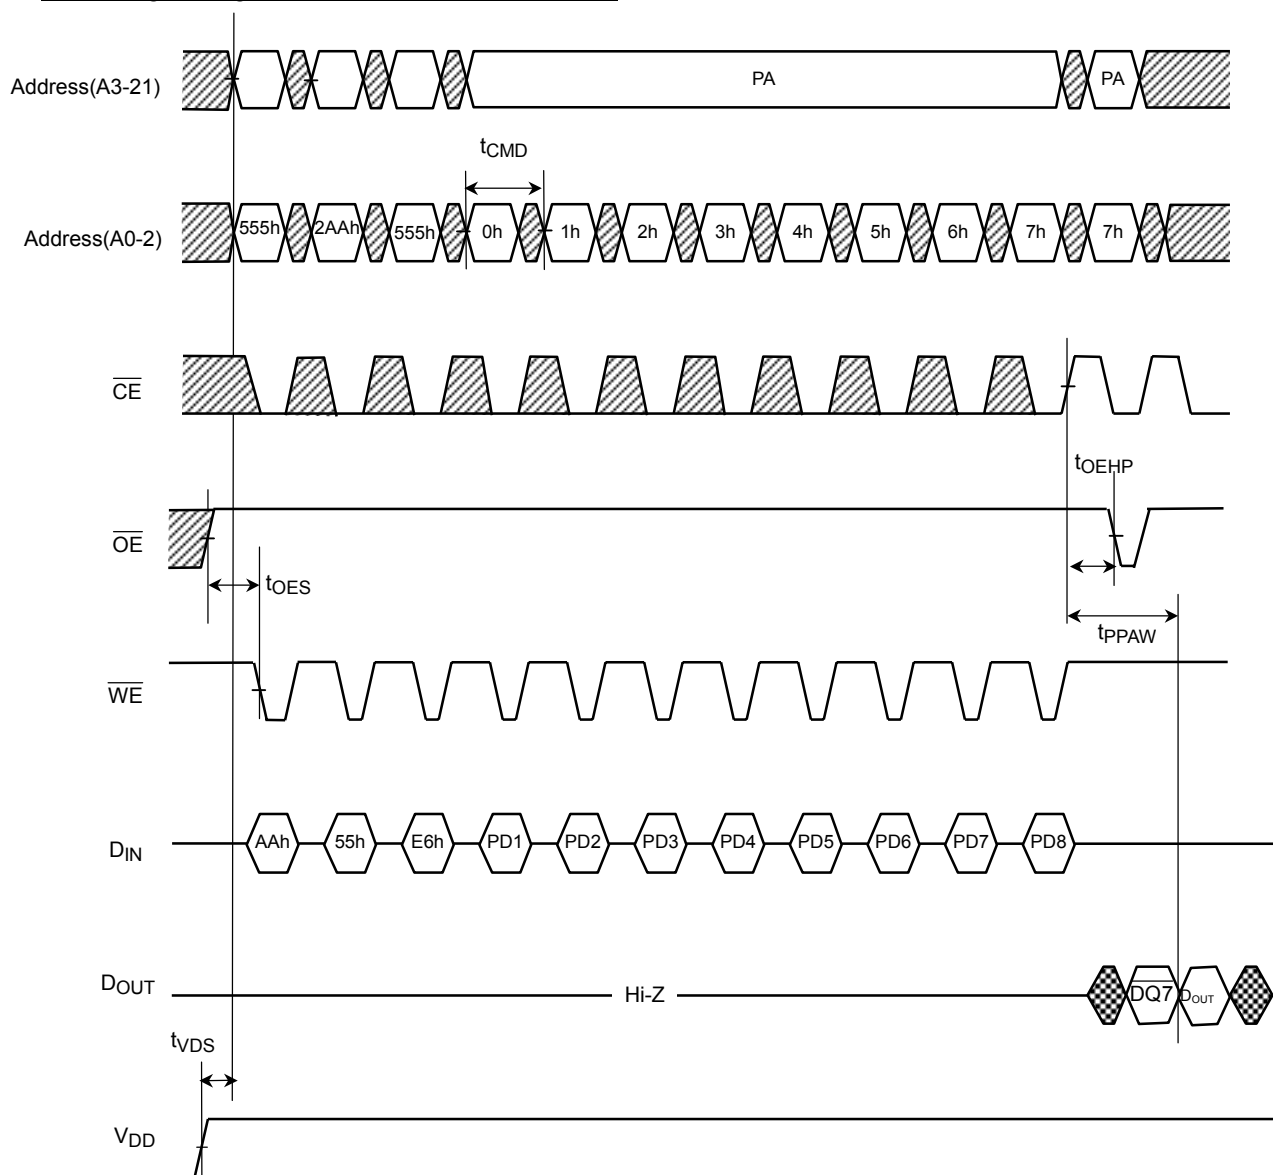 Address(A3-21)
PA
PA
tCMD
Address(A0-2)
555h
2AAh
555h
0h
1h
2h
3h
4h
5h
6h
7h
7h
CE
tOEHP
OE
tOES
tPPAW
WE
DIN
AAh
55h
E6h
PD1
PD2
PD3
PD4
PD5
PD6
PD7
PD8
DOUT
Hi-Z
DQ7
DOUT
tVDS
VDD